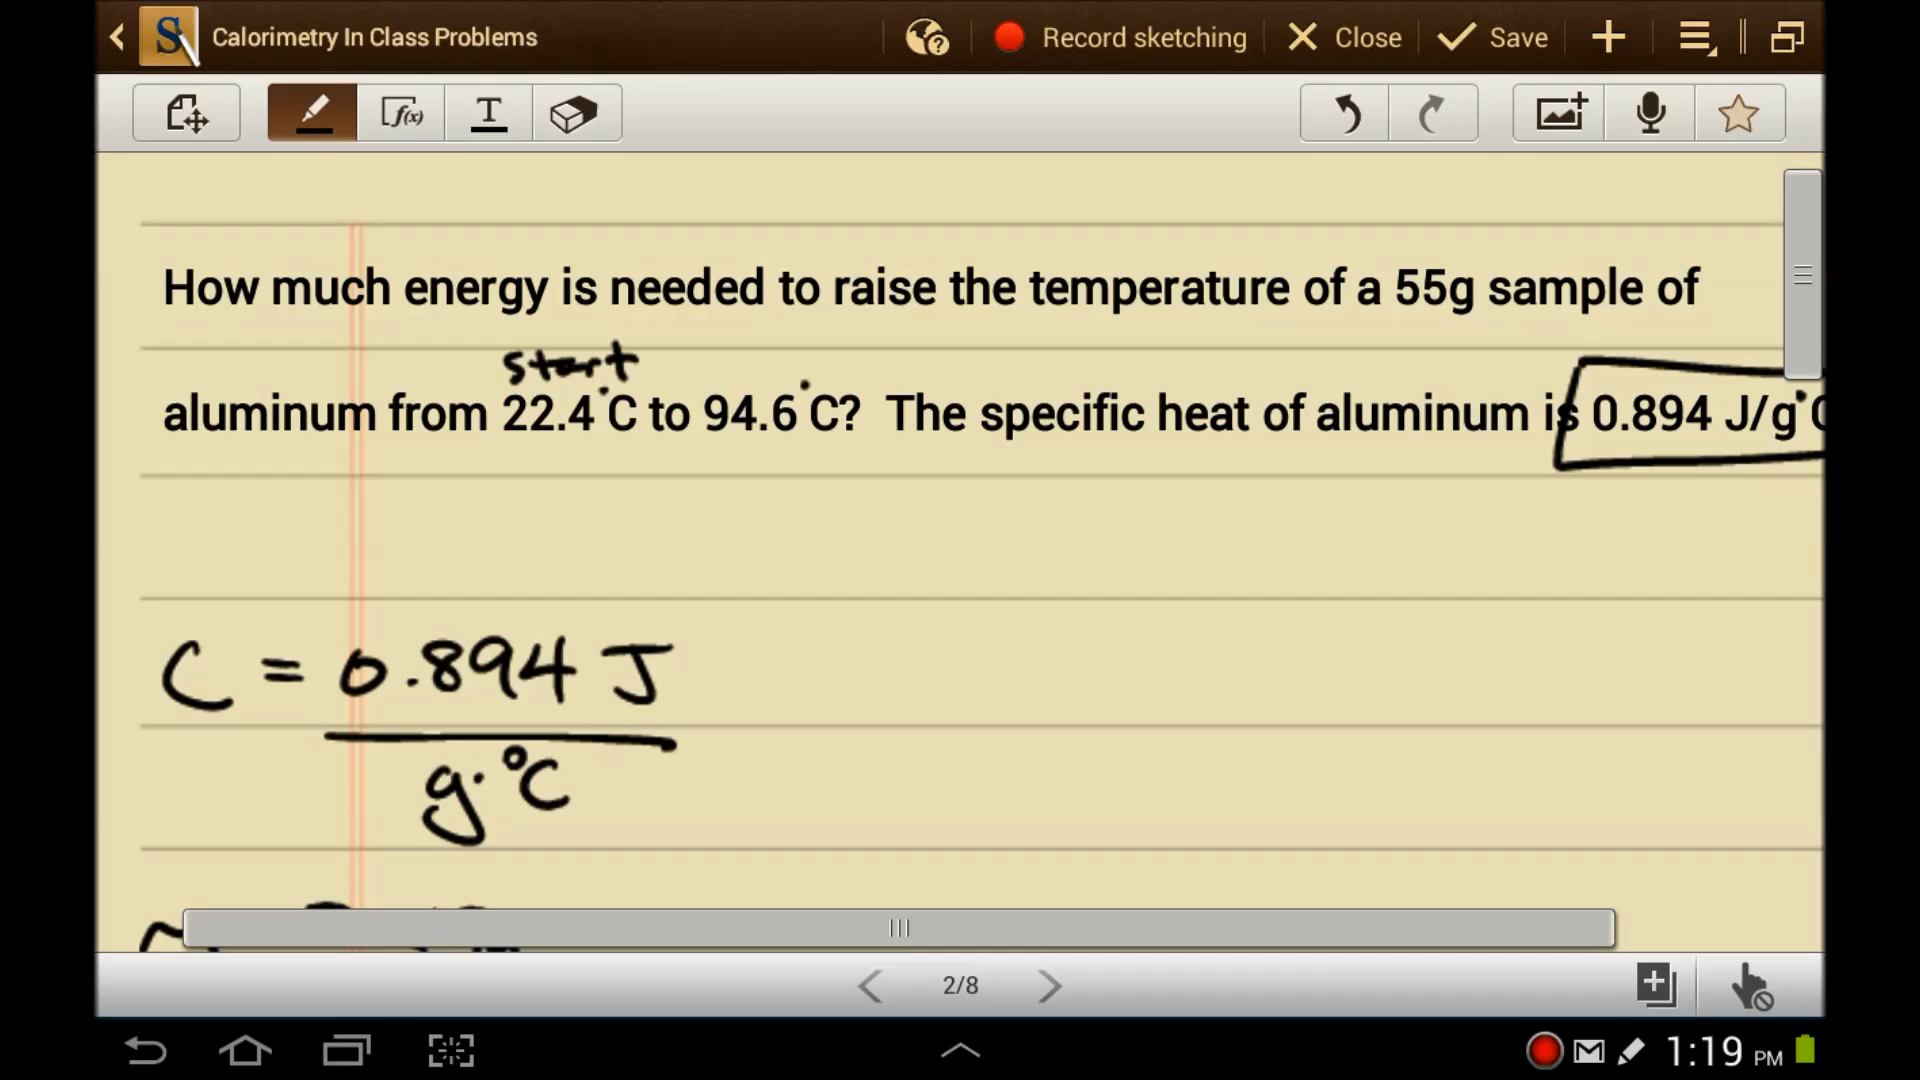 Calorimetry In Class Problems
Record sketching
Close
Save
f(x)
T
How much energy is needed to raise the temperature of a 55g sample of
start
aluminum from 22.4°C to 94.6°C? The specific heat of aluminum is 0.894 J/g°C
C = 0.894 J
g·°C
2/8
1:19 PM